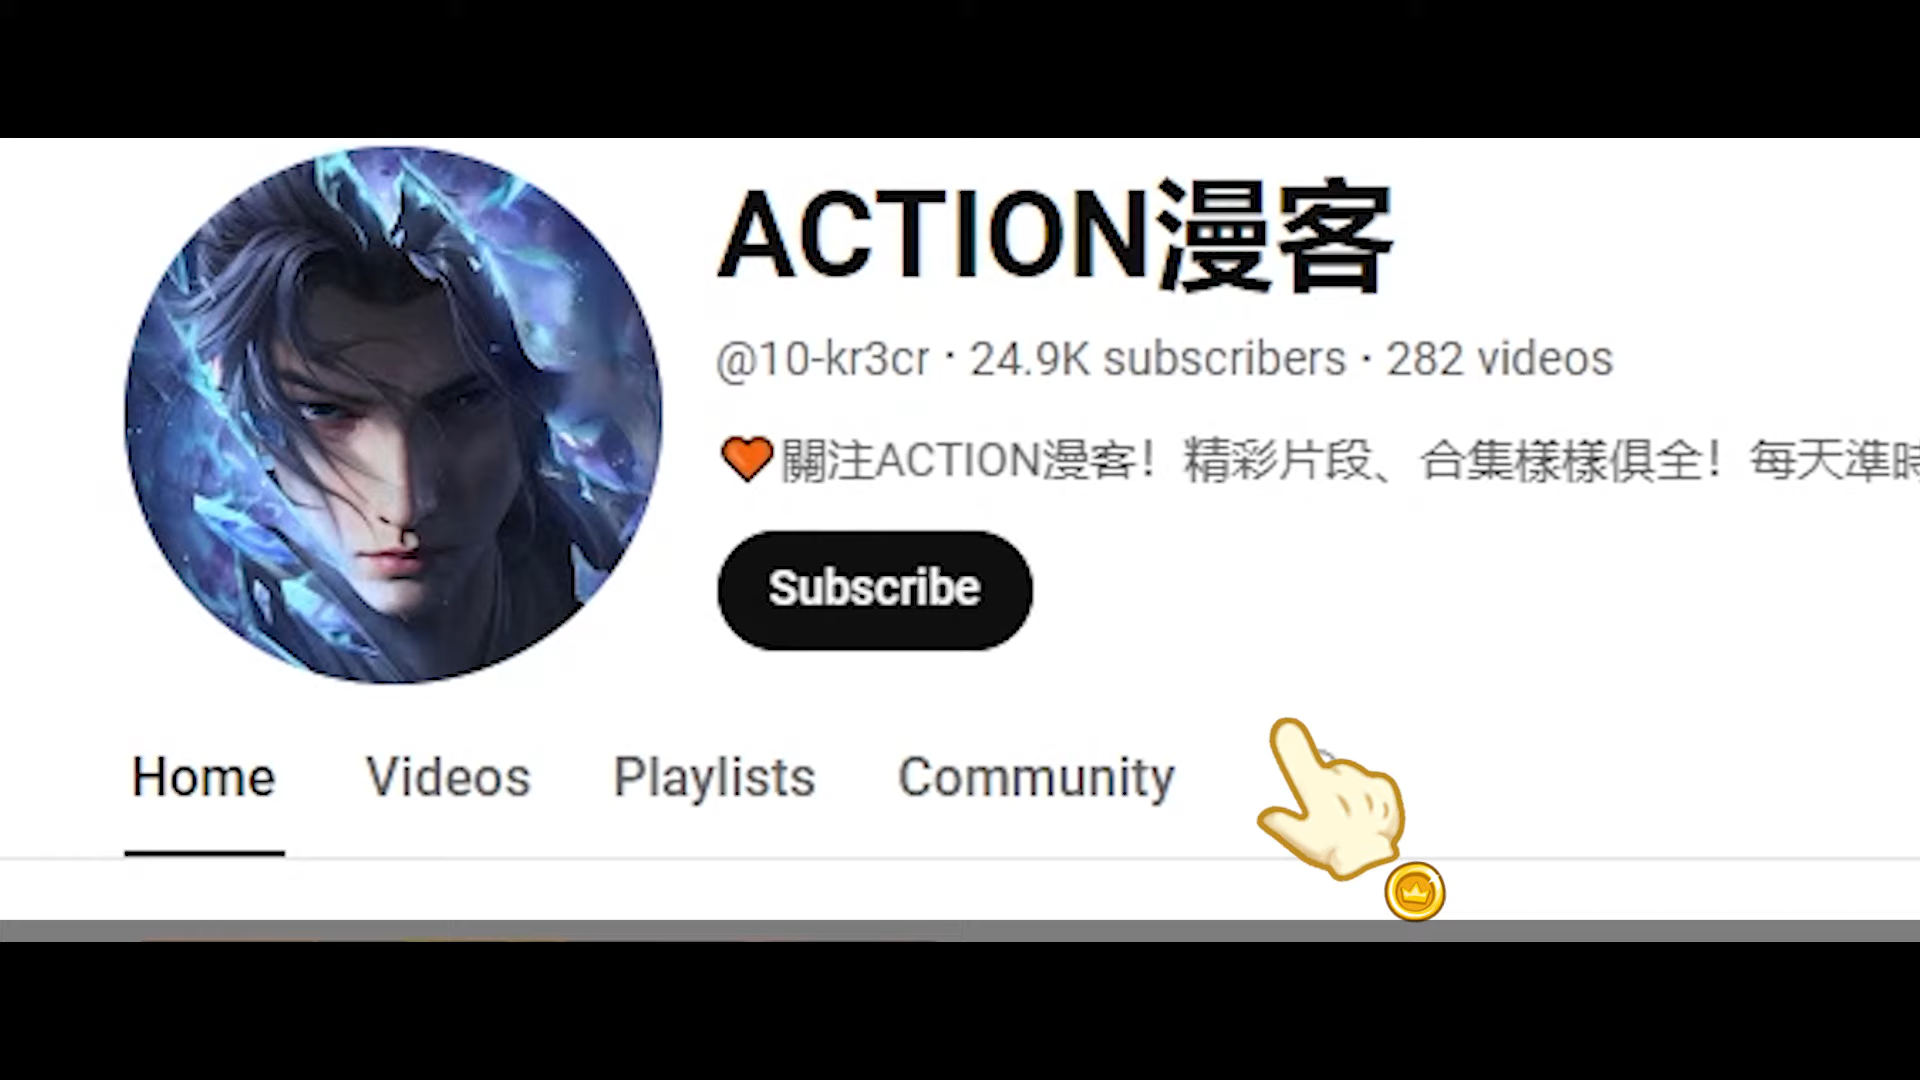 ACTION漫客
@10-kr3cr · 24.9K subscribers · 282 videos
🧡關注ACTION漫客！精彩片段、合集樣樣俱全！每天準時
Subscribe
Home Videos Playlists Community